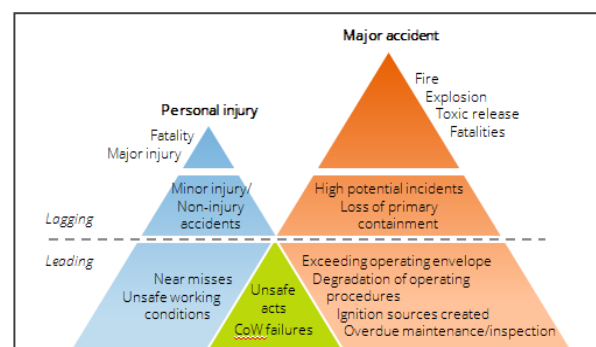 Major accident
Fire
Explosion
Toxic release
Fatalities
Personal injury
Fatality
Major injury
Minor injury/
Non-injury
accidents
High potential incidents
Loss of primary
containment
Lagging
Leading
Near misses
Unsafe working
conditions
Unsafe
acts
CoW failures
Exceeding operating envelope
Degradation of operating
procedures
Ignition sources created
Overdue maintenance/inspection